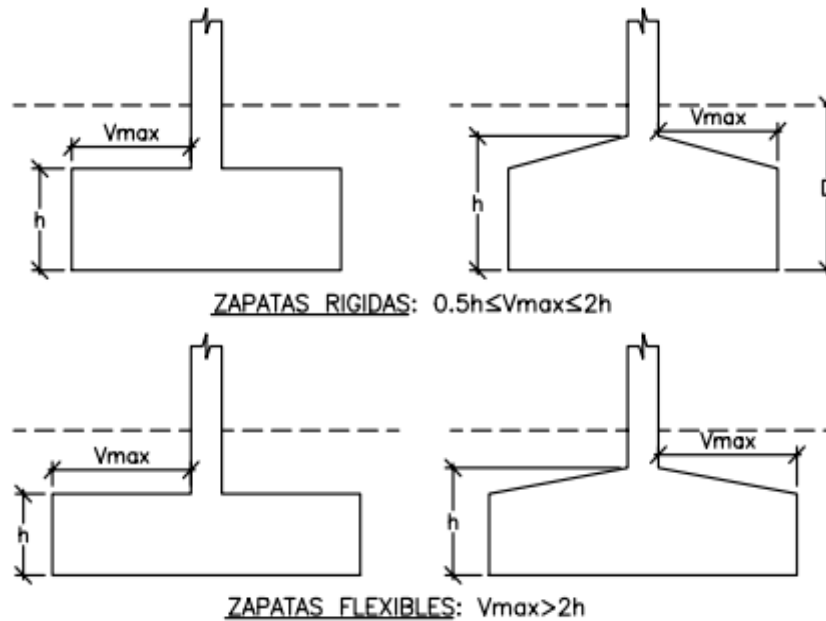 Vmax
Vmax
h
h
ZAPATAS RIGIDAS: 0.5h≤Vmax≤2h
Vmax
Vmax
h
h
ZAPATAS FLEXIBLES: Vmax>2h